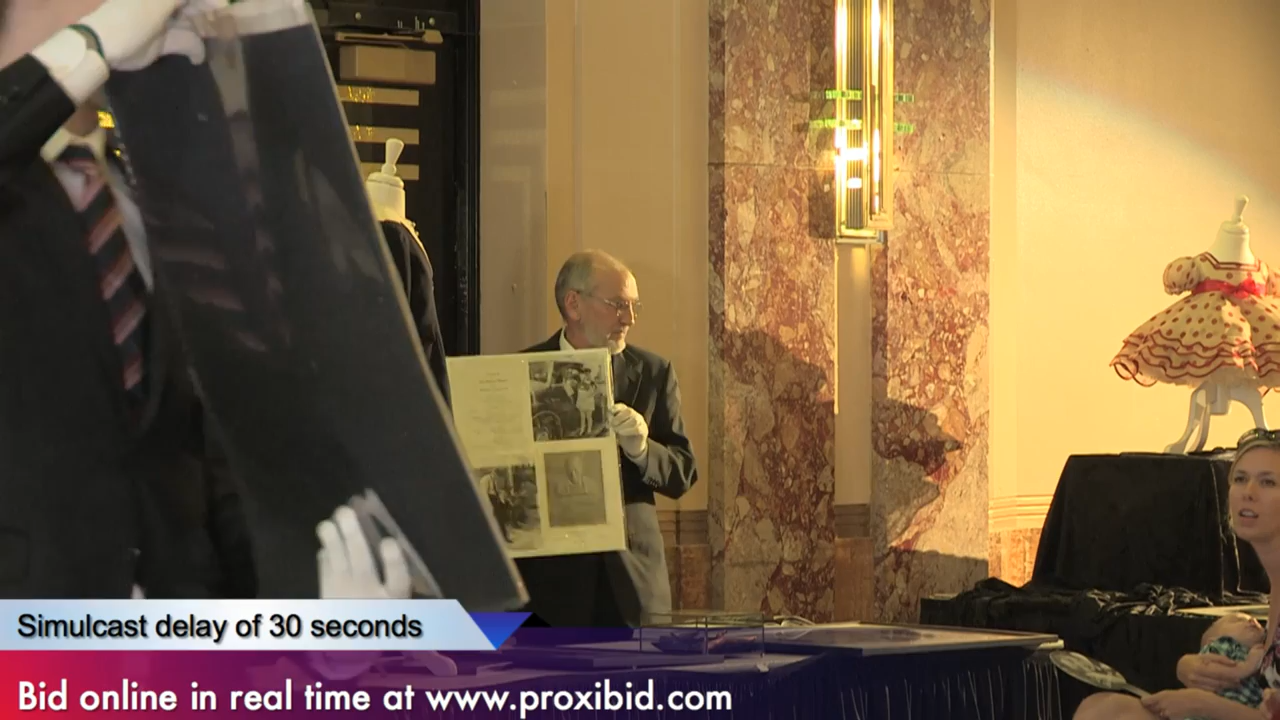 Simulcast delay of 30 seconds
Bid online in real time at www.proxibid.com